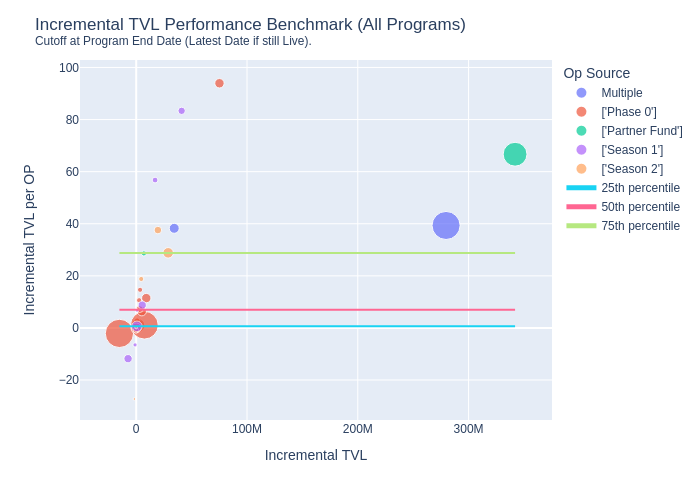 Incremental TVL Performance Benchmark (All Programs)
Cutoff at Program End Date (Latest Date if still Live).
Op Source
Multiple
['Phase 0']
['Partner Fund']
['Season 1']
['Season 2']
25th percentile
50th percentile
75th percentile
Incremental TVL per OP
100
80
60
40
20
0
−20
0
100M
200M
300M
Incremental TVL